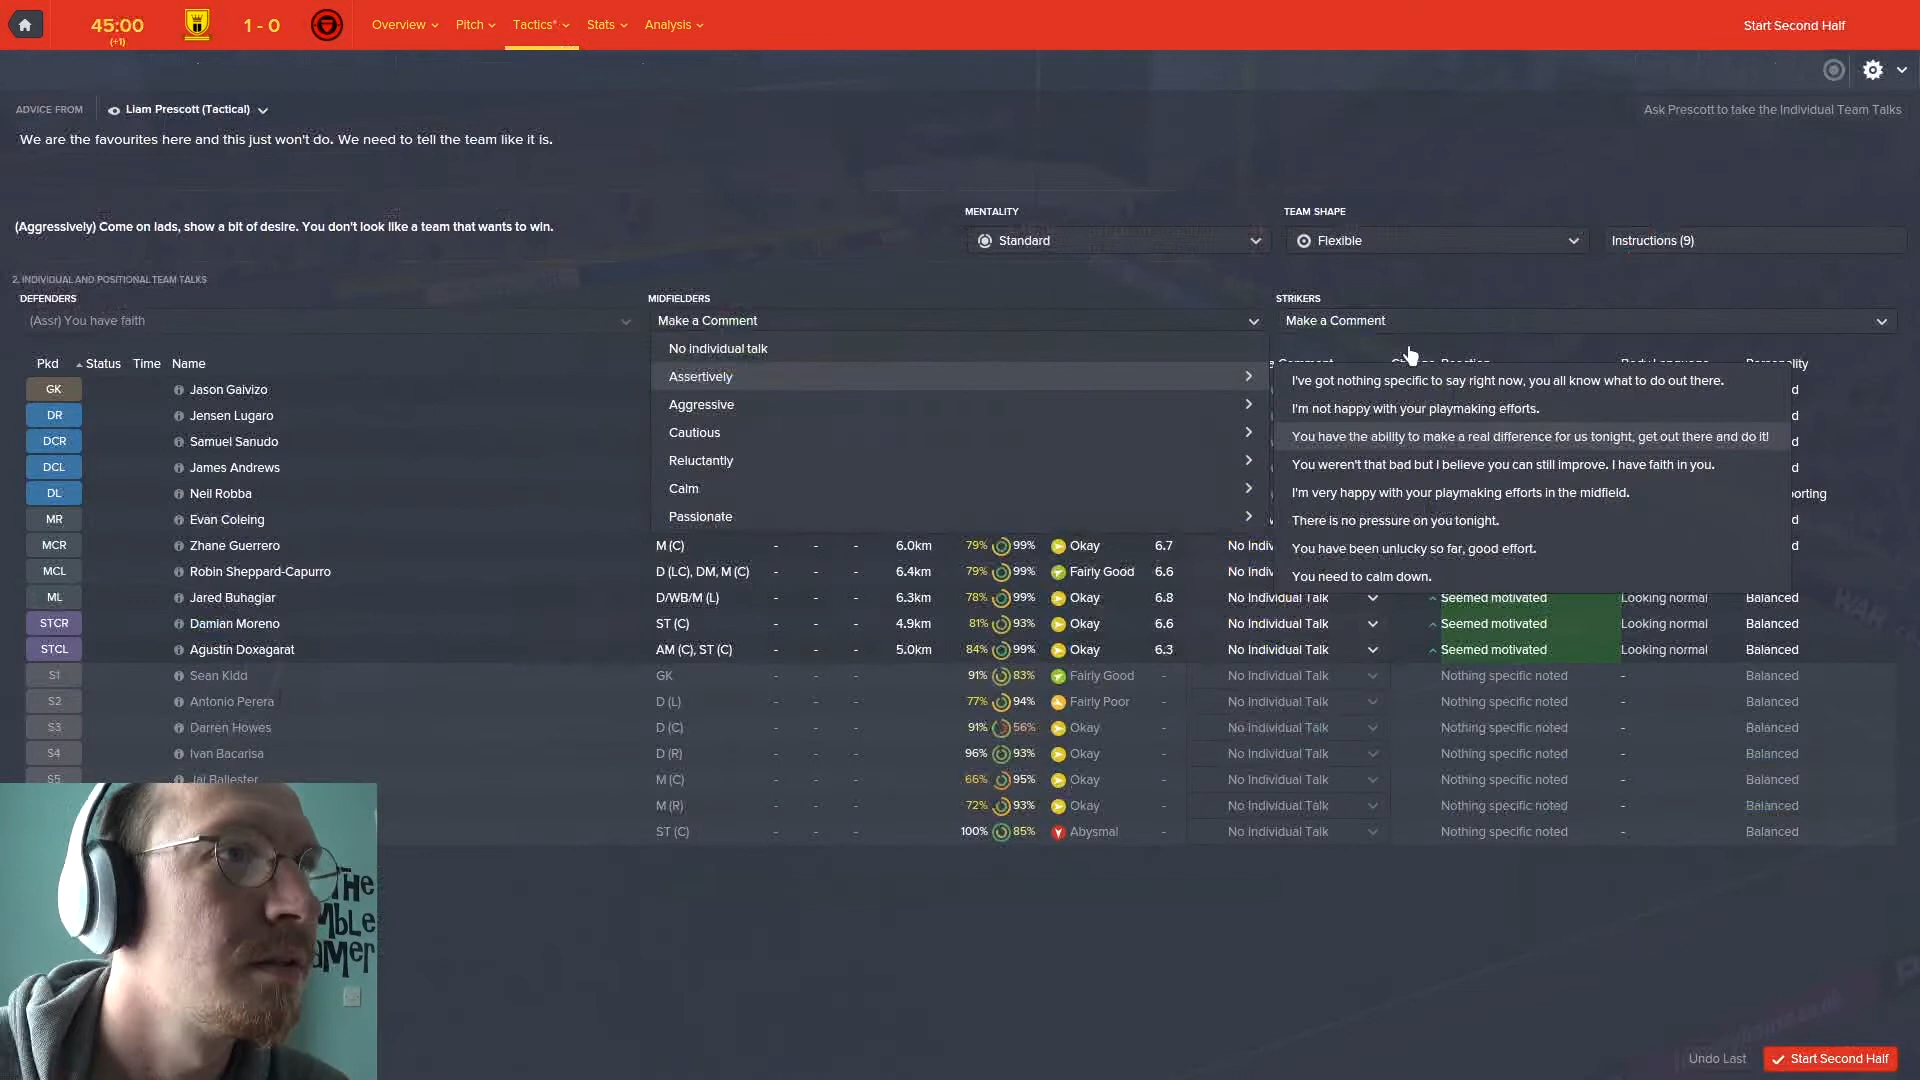 45:00
(+1)
1 - 0
Overview
Pitch
Tactics*
Stats
Analysis
Start Second Half
ADVICE FROM
Liam Prescott (Tactical)
Ask Prescott to take the Individual Team Talks
We are the favourites here and this just won't do. We need to tell the team like it is.
MENTALITY
TEAM SHAPE
(Aggressively) Come on lads, show a bit of desire. You don't look like a team that wants to win.
Standard
Flexible
Instructions (9)
2. INDIVIDUAL AND POSITIONAL TEAM TALKS
DEFENDERS
MIDFIELDERS
STRIKERS
(Assr) You have faith
Make a Comment
Make a Comment
No individual talk
Assertively
Aggressive
Cautious
Reluctantly
Calm
Passionate
I've got nothing specific to say right now, you all know what to do out there.
I'm not happy with your playmaking efforts.
You have the ability to make a real difference for us tonight, get out there and do it!
You weren't that bad but I believe you can still improve. I have faith in you.
I'm very happy with your playmaking efforts in the midfield.
There is no pressure on you tonight.
You have been unlucky so far, good effort.
You need to calm down.
Pkd Status Time Name
GK Jason Gaivizo
DR Jensen Lugaro
DCR Samuel Sanudo
DCL James Andrews
DL Neil Robba
MR Evan Coleing
MCR Zhane Guerrero M (C) - - - 6.0km 79% 99% Okay 6.7 No Indiv
MCL Robin Sheppard-Capurro D (LC), DM, M (C) - - - 6.4km 79% 99% Fairly Good 6.6 No Indiv
ML Jared Buhagiar D/WB/M (L) - - - 6.3km 78% 99% Okay 6.8 No Individual Talk Seemed motivated Looking normal Balanced
STCR Damian Moreno ST (C) - - - 4.9km 81% 93% Okay 6.6 No Individual Talk Seemed motivated Looking normal Balanced
STCL Agustin Doxagarat AM (C), ST (C) - - - 5.0km 84% 99% Okay 6.3 No Individual Talk Seemed motivated Looking normal Balanced
S1 Sean Kidd GK 91% 83% Fairly Good - No Individual Talk Nothing specific noted - Balanced
S2 Antonio Perera D (L) 77% 94% Fairly Poor - No Individual Talk Nothing specific noted - Balanced
S3 Darren Howes D (C) 91% 56% Okay - No Individual Talk Nothing specific noted - Balanced
S4 Ivan Bacarisa D (R) 96% 93% Okay - No Individual Talk Nothing specific noted - Balanced
S5 Jai Ballester M (C) 66% 95% Okay - No Individual Talk Nothing specific noted - Balanced
M (R) 72% 93% Okay - No Individual Talk Nothing specific noted - Balanced
ST (C) 100% 85% Abysmal - No Individual Talk Nothing specific noted - Balanced
Undo Last
Start Second Half